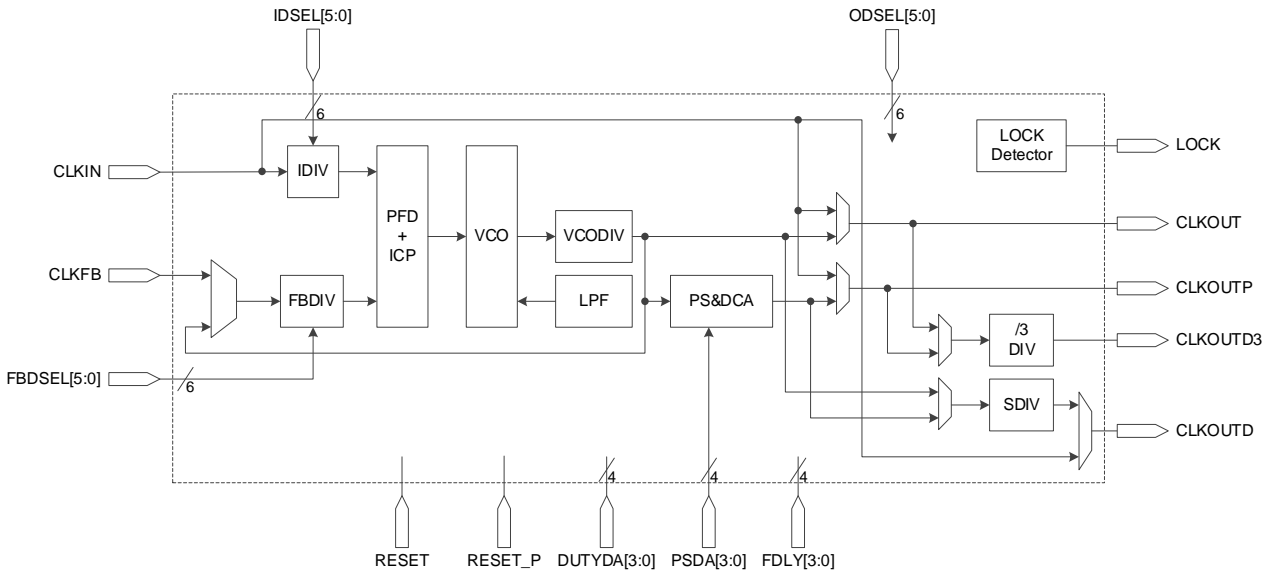 IDSEL[5:0]
ODSEL[5:0]
6
6
LOCK
Detector
LOCK
CLKIN
IDIV
PFD
+
ICP
VCO
VCODIV
CLKOUT
CLKFB
FBDIV
LPF
PS&DCA
CLKOUTP
/3
DIV
CLKOUTD3
FBDSEL[5:0]
6
SDIV
CLKOUTD
4
4
4
RESET
RESET_P
DUTYDA[3:0]
PSDA[3:0]
FDLY[3:0]